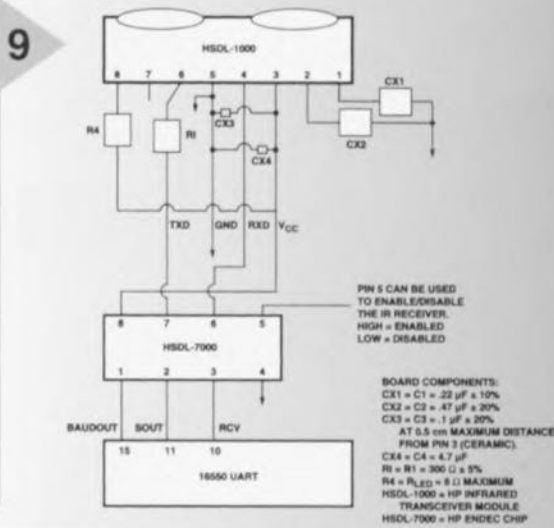 9
HSDL-1000
8 7 6 5 4 3 2 1
CX1
R4
RI
CX3
CX2
CX4
TXD GND RXD VCC
PIN 5 CAN BE USED
TO ENABLE/DISABLE
THE IR RECEIVER.
HIGH = ENABLED
LOW = DISABLED
8 7 6 5
HSDL-7000
1 2 3 4
BAUDOUT SOUT RCV
15 11 10
16550 UART
BOARD COMPONENTS:
CX1 = C1 = .22 µF ± 10%
CX2 = C2 = .47 µF ± 20%
CX3 = C3 = .1 µF ± 20%
AT 0.5 cm MAXIMUM DISTANCE
FROM PIN 3 (CERAMIC).
CX4 = C4 = 4.7 µF
RI = R1 = 300 Ω ± 5%
R4 = RLED = 8 Ω MAXIMUM
HSDL-1000 = HP INFRARED
TRANSCEIVER MODULE
HSDL-7000 = HP ENDEC CHIP